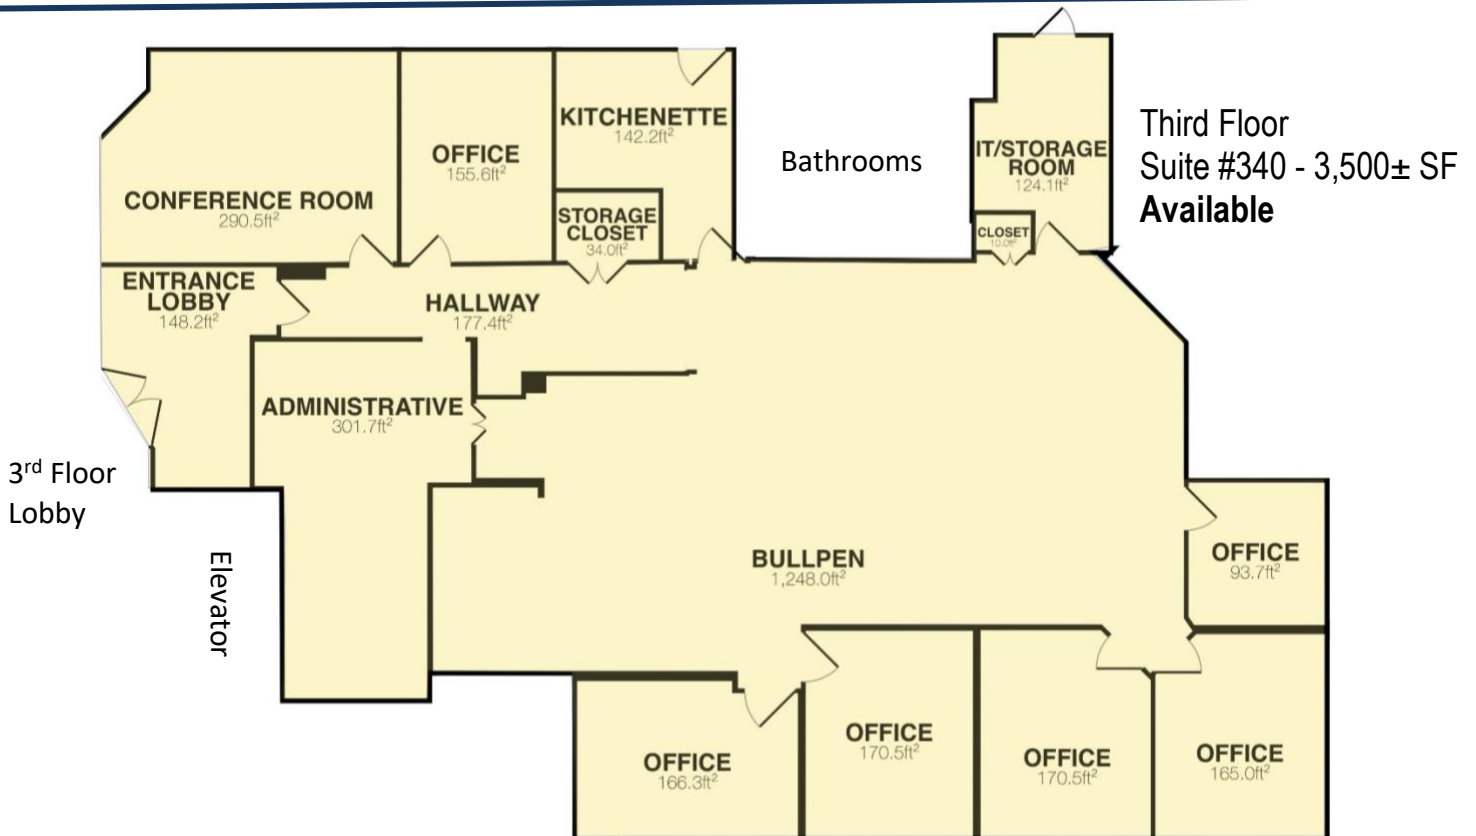 Third Floor
Suite #340 - 3,500± SF
Available
CONFERENCE ROOM
290.5ft²
OFFICE
155.6ft²
KITCHENETTE
142.2ft²
STORAGE
CLOSET
34.0ft²
Bathrooms
IT/STORAGE
ROOM
124.1ft²
CLOSET
10.0ft²
ENTRANCE
LOBBY
148.2ft²
HALLWAY
177.4ft²
ADMINISTRATIVE
301.7ft²
3rd Floor
Lobby
Elevator
BULLPEN
1,248.0ft²
OFFICE
93.7ft²
OFFICE
166.3ft²
OFFICE
170.5ft²
OFFICE
170.5ft²
OFFICE
165.0ft²